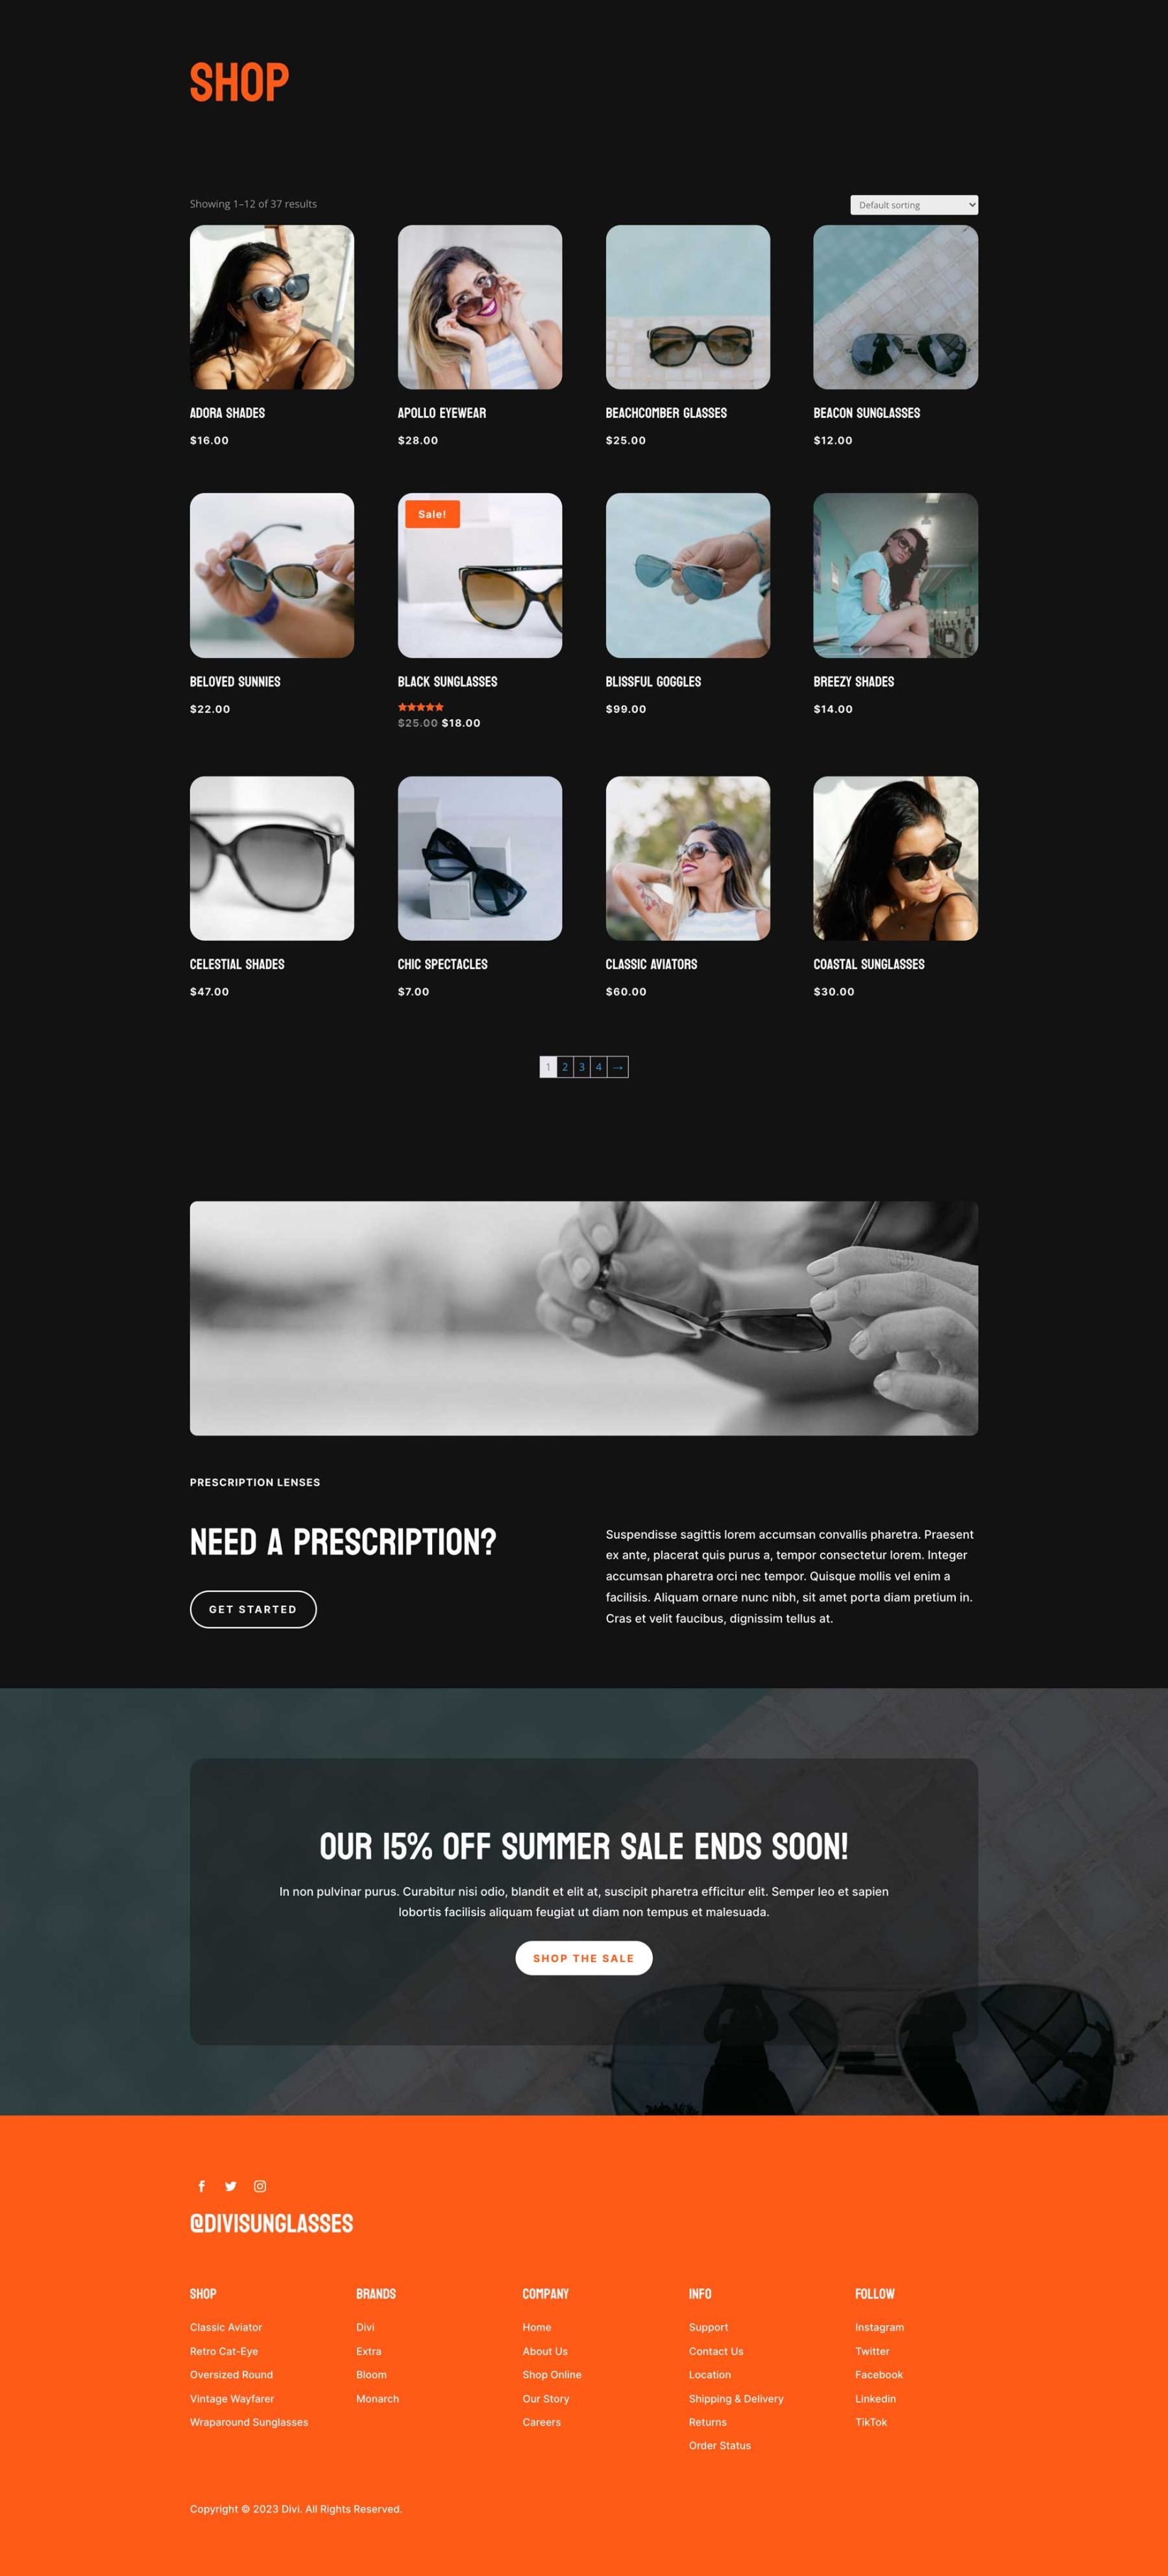 SHOP
Showing 1–12 of 37 results
Default sorting
ADORA SHADES
$16.00
APOLLO EYEWEAR
$28.00
BEACHCOMBER GLASSES
$25.00
BEACON SUNGLASSES
$12.00
BELOVED SUNNIES
$22.00
Sale!
BLACK SUNGLASSES
$25.00 $18.00
BLISSFUL GOGGLES
$99.00
BREEZY SHADES
$14.00
CELESTIAL SHADES
$47.00
CHIC SPECTACLES
$7.00
CLASSIC AVIATORS
$60.00
COASTAL SUNGLASSES
$30.00
1 2 3 4 →
PRESCRIPTION LENSES
NEED A PRESCRIPTION?
GET STARTED
Suspendisse sagittis lorem accumsan convallis pharetra. Praesent
ex ante, placerat quis purus a, tempor consectetur lorem. Integer
accumsan pharetra orci nec tempor. Quisque mollis vel enim a
facilisis. Aliquam ornare nunc nibh, sit amet porta diam pretium in.
Cras et velit faucibus, dignissim tellus at.
OUR 15% OFF SUMMER SALE ENDS SOON!
In non pulvinar purus. Curabitur nisi odio, blandit et elit at, suscipit pharetra efficitur elit. Semper leo et sapien
lobortis facilisis aliquam feugiat ut diam non tempus et malesuada.
SHOP THE SALE
@DIVISUNGLASSES
SHOP
Classic Aviator
Retro Cat-Eye
Oversized Round
Vintage Wayfarer
Wraparound Sunglasses
BRANDS
Divi
Extra
Bloom
Monarch
COMPANY
Home
About Us
Shop Online
Our Story
Careers
INFO
Support
Contact Us
Location
Shipping & Delivery
Returns
Order Status
FOLLOW
Instagram
Twitter
Facebook
Linkedin
TikTok
Copyright © 2023 Divi. All Rights Reserved.